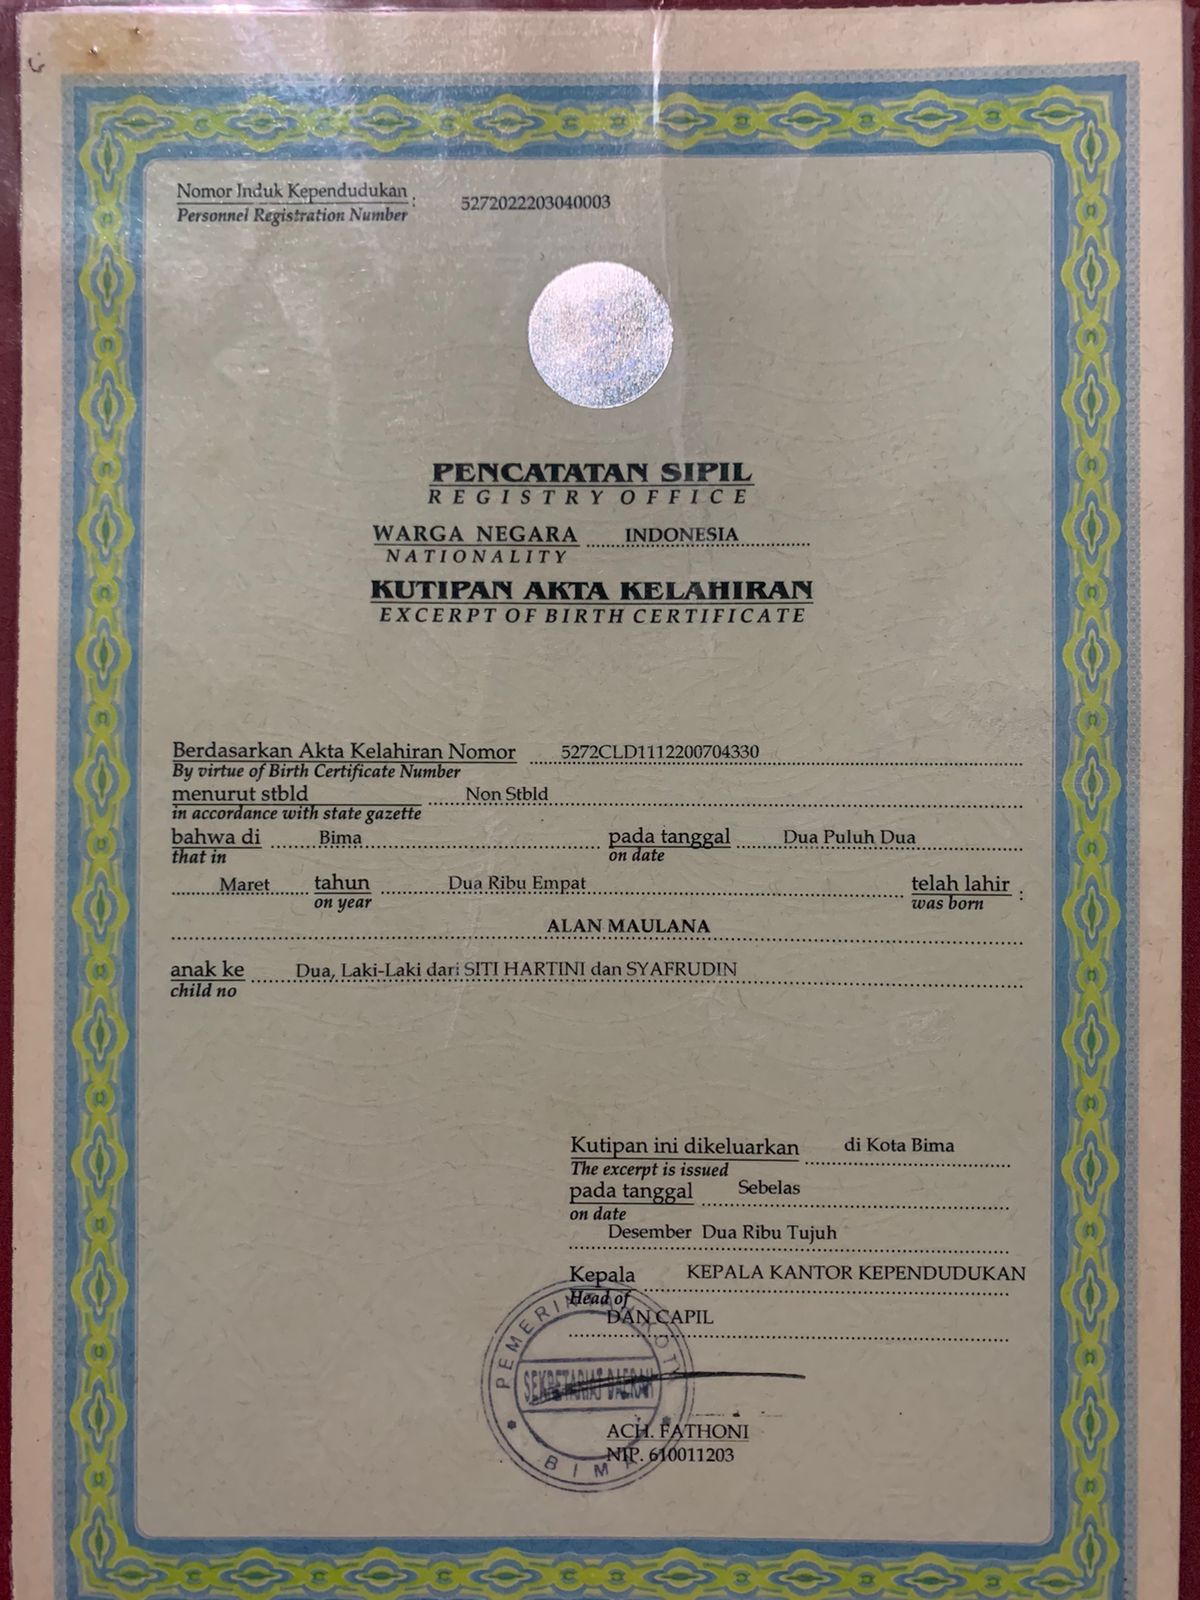 Nomor Induk Kependudukan : 5272022203040003
Personnel Registration Number
PENCATATAN SIPIL
REGISTRY OFFICE
WARGA NEGARA INDONESIA
NATIONALITY
KUTIPAN AKTA KELAHIRAN
EXCERPT OF BIRTH CERTIFICATE
Berdasarkan Akta Kelahiran Nomor 5272CLD1112200704330
By virtue of Birth Certificate Number
menurut stbld Non Stbld
in accordance with state gazette
bahwa di Bima pada tanggal Dua Puluh Dua
that in on date
Maret tahun Dua Ribu Empat telah lahir :
on year was born
ALAN MAULANA
anak ke Dua, Laki-Laki dari SITI HARTINI dan SYAFRUDIN
child no
Kutipan ini dikeluarkan di Kota Bima
The excerpt is issued
pada tanggal Sebelas
on date
Desember Dua Ribu Tujuh
Kepala KEPALA KANTOR KEPENDUDUKAN
Head of
DAN CAPIL
PEMERINTAH KOTA
SEKRETARIAT DAERAH
BIMA
ACH. FATHONI
NIP. 610011203